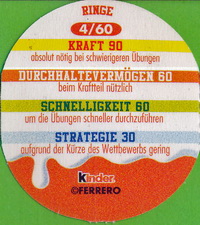 RINGE
4/60
KRAFT 90
absolut nötig bei schwierigeren Übungen
DURCHHALTEVERMÖGEN 60
beim Kraftteil nützlich
SCHNELLIGKEIT 60
um die Übungen schneller durchzuführen
STRATEGIE 30
aufgrund der Kürze des Wettbewerbs gering
kinder
©FERRERO